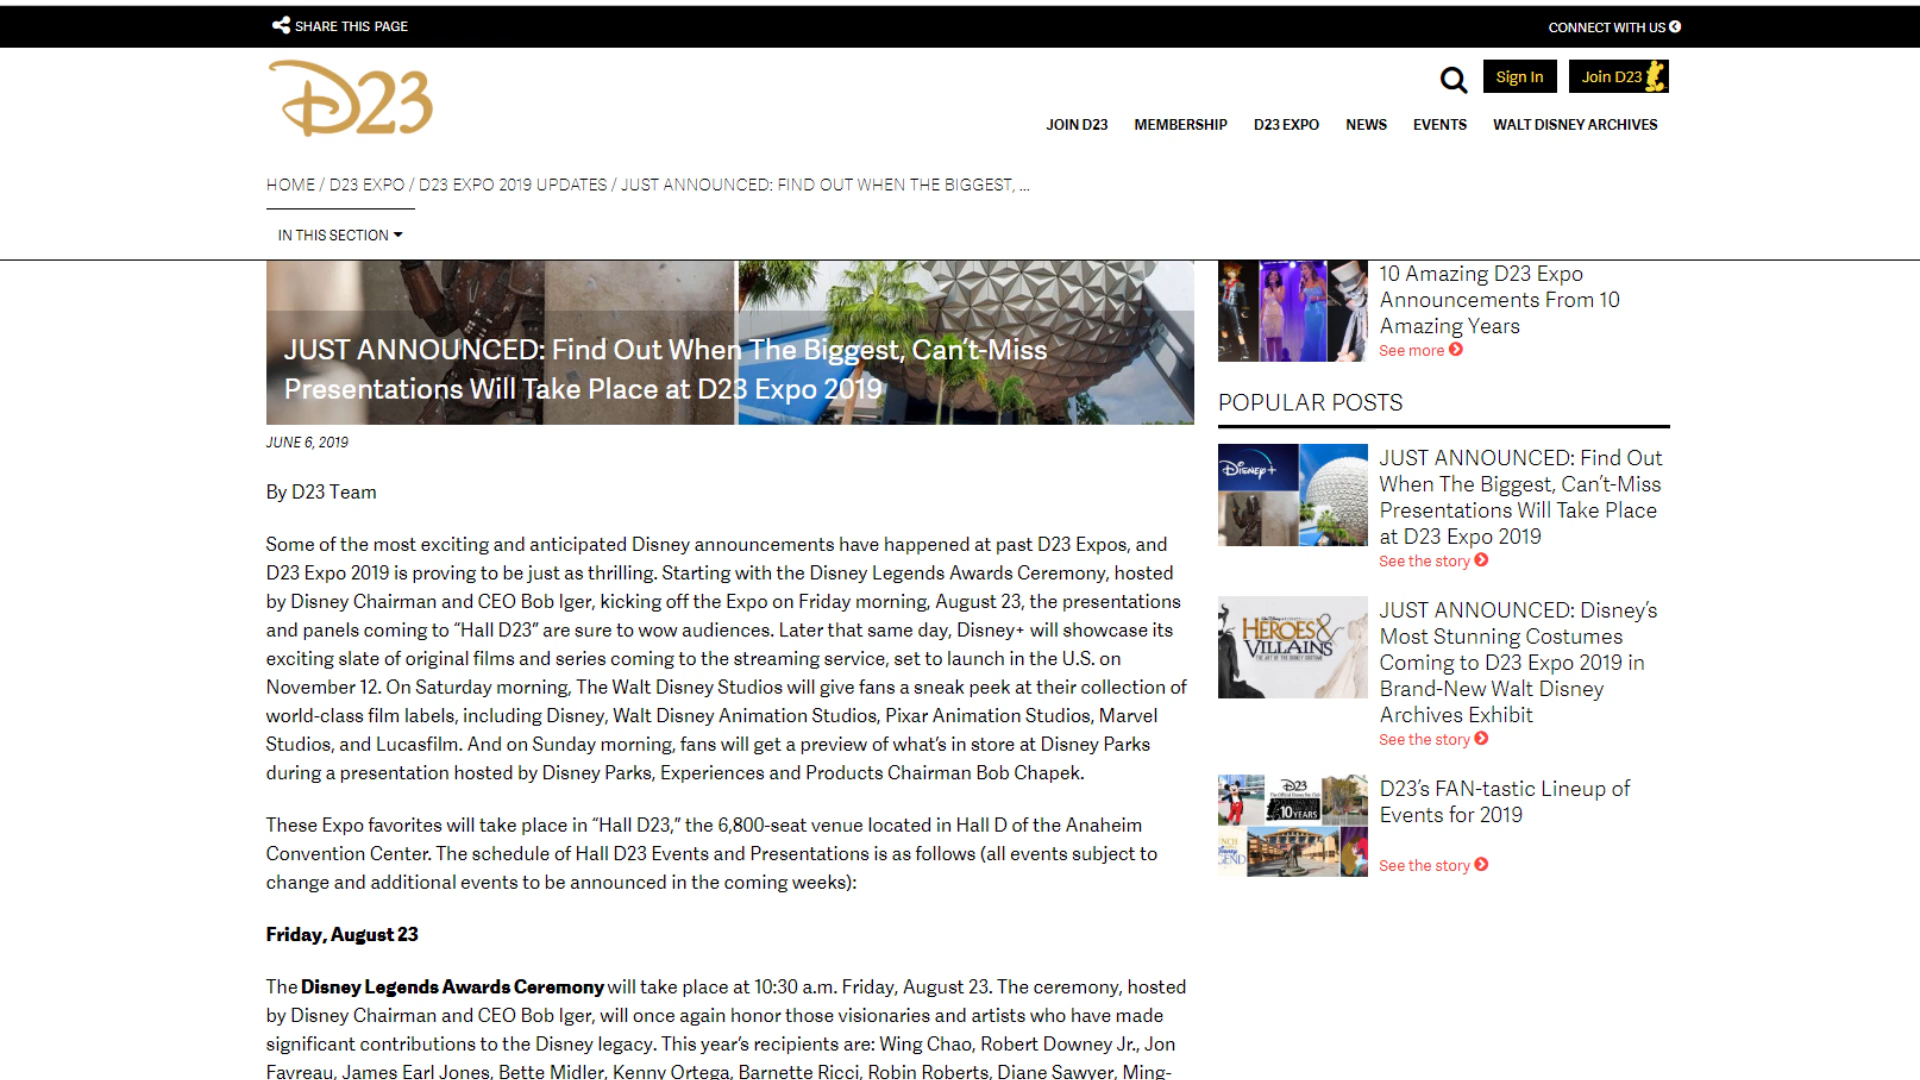 SHARE THIS PAGE
CONNECT WITH US
D23
Sign In
Join D23
JOIN D23 MEMBERSHIP D23 EXPO NEWS EVENTS WALT DISNEY ARCHIVES
HOME / D23 EXPO / D23 EXPO 2019 UPDATES / JUST ANNOUNCED: FIND OUT WHEN THE BIGGEST, ...
IN THIS SECTION
JUST ANNOUNCED: Find Out When The Biggest, Can't-Miss
Presentations Will Take Place at D23 Expo 2019
JUNE 6, 2019
By D23 Team
Some of the most exciting and anticipated Disney announcements have happened at past D23 Expos, and
D23 Expo 2019 is proving to be just as thrilling. Starting with the Disney Legends Awards Ceremony, hosted
by Disney Chairman and CEO Bob Iger, kicking off the Expo on Friday morning, August 23, the presentations
and panels coming to “Hall D23” are sure to wow audiences. Later that same day, Disney+ will showcase its
exciting slate of original films and series coming to the streaming service, set to launch in the U.S. on
November 12. On Saturday morning, The Walt Disney Studios will give fans a sneak peek at their collection of
world-class film labels, including Disney, Walt Disney Animation Studios, Pixar Animation Studios, Marvel
Studios, and Lucasfilm. And on Sunday morning, fans will get a preview of what's in store at Disney Parks
during a presentation hosted by Disney Parks, Experiences and Products Chairman Bob Chapek.
These Expo favorites will take place in “Hall D23,” the 6,800-seat venue located in Hall D of the Anaheim
Convention Center. The schedule of Hall D23 Events and Presentations is as follows (all events subject to
change and additional events to be announced in the coming weeks):
Friday, August 23
The Disney Legends Awards Ceremony will take place at 10:30 a.m. Friday, August 23. The ceremony, hosted
by Disney Chairman and CEO Bob Iger, will once again honor those visionaries and artists who have made
significant contributions to the Disney legacy. This year's recipients are: Wing Chao, Robert Downey Jr., Jon
Favreau, James Earl Jones, Bette Midler, Kenny Ortega, Barnette Ricci, Robin Roberts, Diane Sawyer, Ming-
10 Amazing D23 Expo
Announcements From 10
Amazing Years
See more
POPULAR POSTS
Disney+
JUST ANNOUNCED: Find Out
When The Biggest, Can't-Miss
Presentations Will Take Place
at D23 Expo 2019
See the story
HEROES &
VILLAINS
THE ART OF THE DISNEY COSTUME
JUST ANNOUNCED: Disney's
Most Stunning Costumes
Coming to D23 Expo 2019 in
Brand-New Walt Disney
Archives Exhibit
See the story
D23
10 YEARS
D23's FAN-tastic Lineup of
Events for 2019
See the story